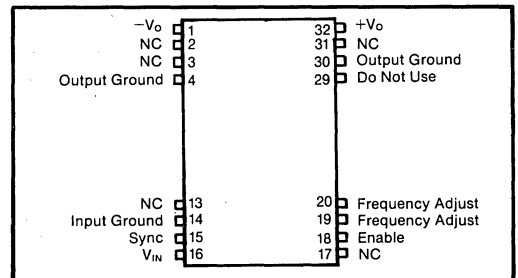 −Vo 1 32 +Vo
NC 2 31 NC
NC 3 30 Output Ground
Output Ground 4 29 Do Not Use
NC 13 20 Frequency Adjust
Input Ground 14 19 Frequency Adjust
Sync 15 18 Enable
VIN 16 17 NC